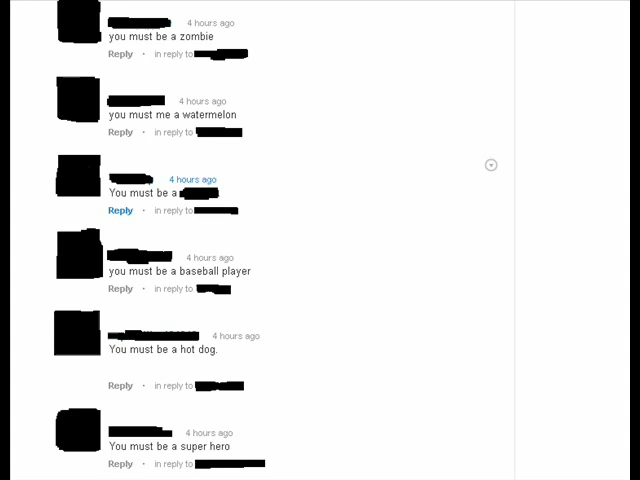 4 hours ago
you must be a zombie
Reply • in reply to
4 hours ago
you must me a watermelon
Reply • in reply to
4 hours ago
You must be a
Reply • in reply to
4 hours ago
you must be a baseball player
Reply • in reply to
4 hours ago
You must be a hot dog.
Reply • in reply to
4 hours ago
You must be a super hero
Reply • in reply to